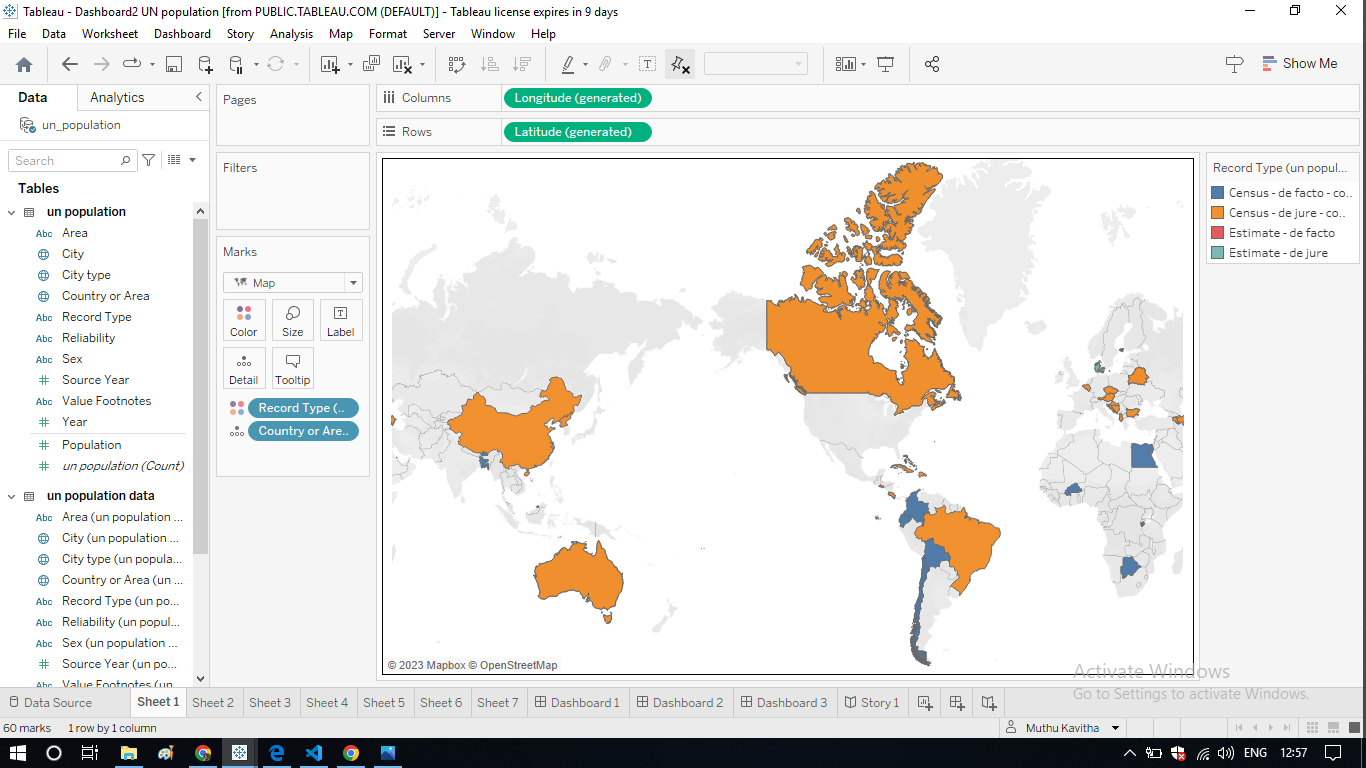 Tableau - Dashboard2 UN population [from PUBLIC.TABLEAU.COM (DEFAULT)] - Tableau license expires in 9 days
File Data Worksheet Dashboard Story Analysis Map Format Server Window Help
Show Me
Data Analytics
un_population
Search
Tables
un population
Abc Area
City
City type
Country or Area
Abc Record Type
Abc Reliability
Abc Sex
Source Year
Abc Value Footnotes
Year
Population
un population (Count)
un population data
Abc Area (un population ...
City (un population ...
City type (un popula...
Country or Area (un ...
Abc Record Type (un po...
Abc Reliability (un popul...
Abc Sex (un population ...
Source Year (un po...
Abc Value Footnotes (un
Pages
Filters
Marks
Map
Color Size Label
Detail Tooltip
Record Type (..
Country or Are..
Columns Longitude (generated)
Rows Latitude (generated)
© 2023 Mapbox © OpenStreetMap
Record Type (un popul...
Census - de facto - co..
Census - de jure - co..
Estimate - de facto
Estimate - de jure
Activate Windows
Go to Settings to activate Windows.
Data Source Sheet 1 Sheet 2 Sheet 3 Sheet 4 Sheet 5 Sheet 6 Sheet 7 Dashboard 1 Dashboard 2 Dashboard 3 Story 1
60 marks 1 row by 1 column Muthu Kavitha
ENG 12:57